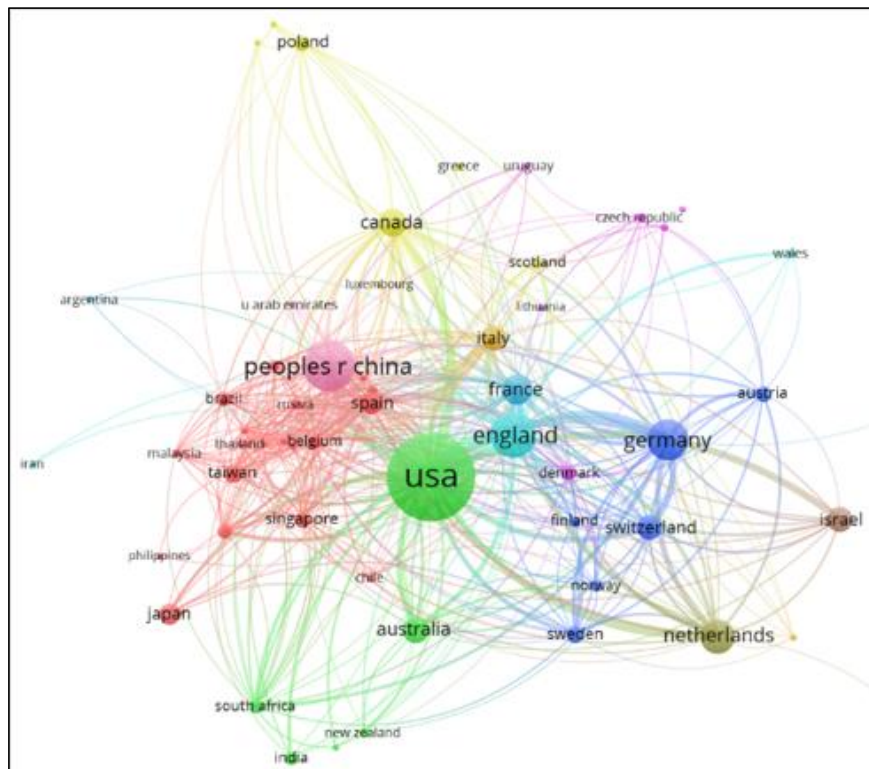 poland
greece
uruguay
canada
czech republic
scotland
wales
luxembourg
argentina
u arab emirates
lithuania
italy
peoples r china
france
austria
brazil
russia
spain
england
germany
thailand
belgium
malaysia
iran
taiwan
usa
denmark
singapore
finland
switzerland
israel
philippines
chile
norway
japan
australia
sweden
netherlands
south africa
new zealand
india